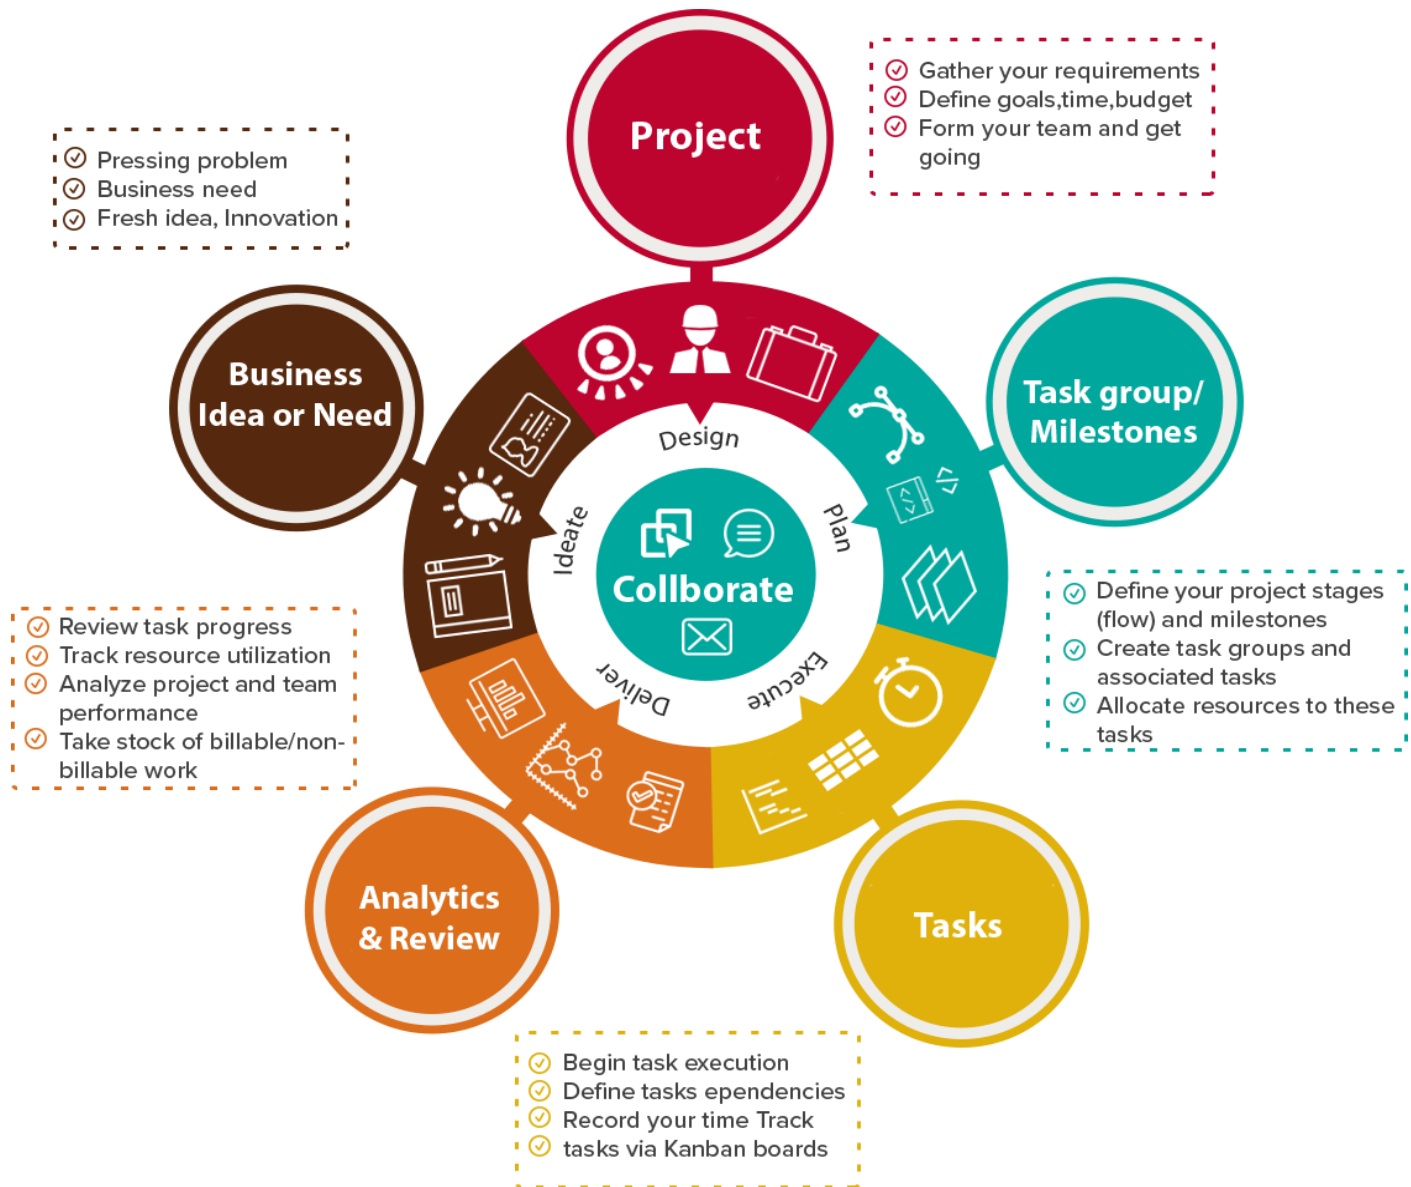 Project
Gather your requirements
Define goals,time,budget
Form your team and get
going
Pressing problem
Business need
Fresh idea, Innovation
Business
Idea or Need
Task group/
Milestones
Design
Ideate
Plan
Collborate
Execute
Deliver
Define your project stages
(flow) and milestones
Create task groups and
associated tasks
Allocate resources to these
tasks
Review task progress
Track resource utilization
Analyze project and team
performance
Take stock of billable/non-
billable work
Analytics
& Review
Tasks
Begin task execution
Define tasks ependencies
Record your time Track
tasks via Kanban boards